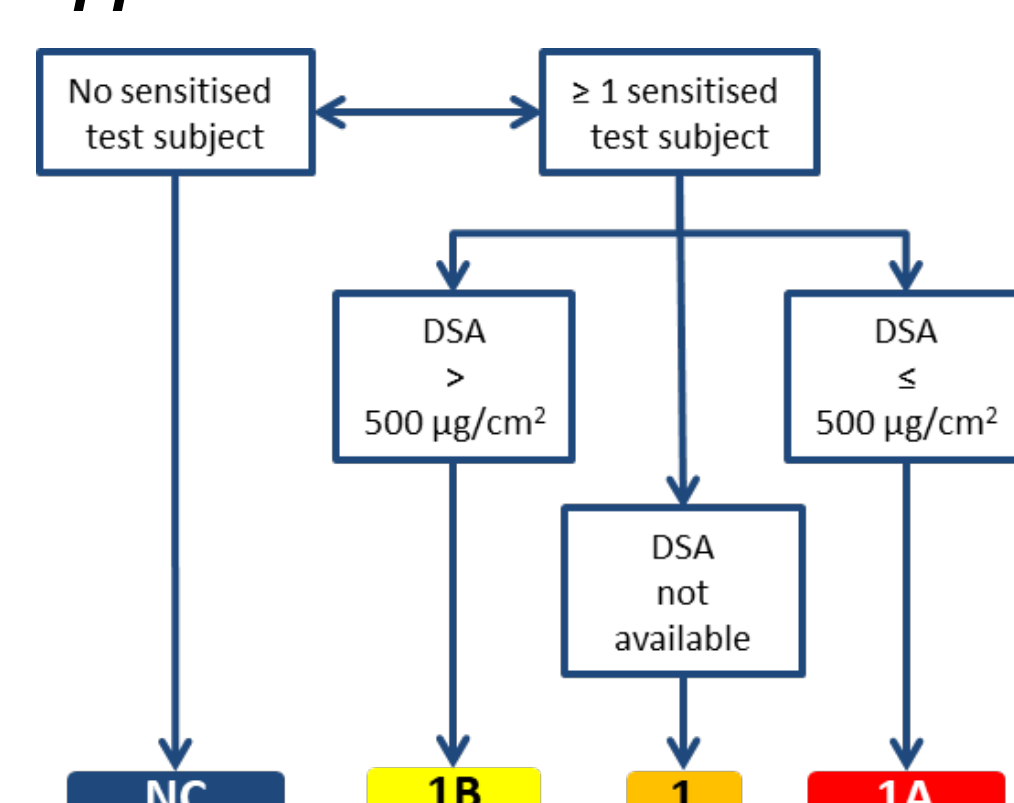 No sensitised
test subject
≥ 1 sensitised
test subject
DSA
>
500 µg/cm²
DSA
≤
500 µg/cm²
DSA
not
available
NC
1B
1
1A